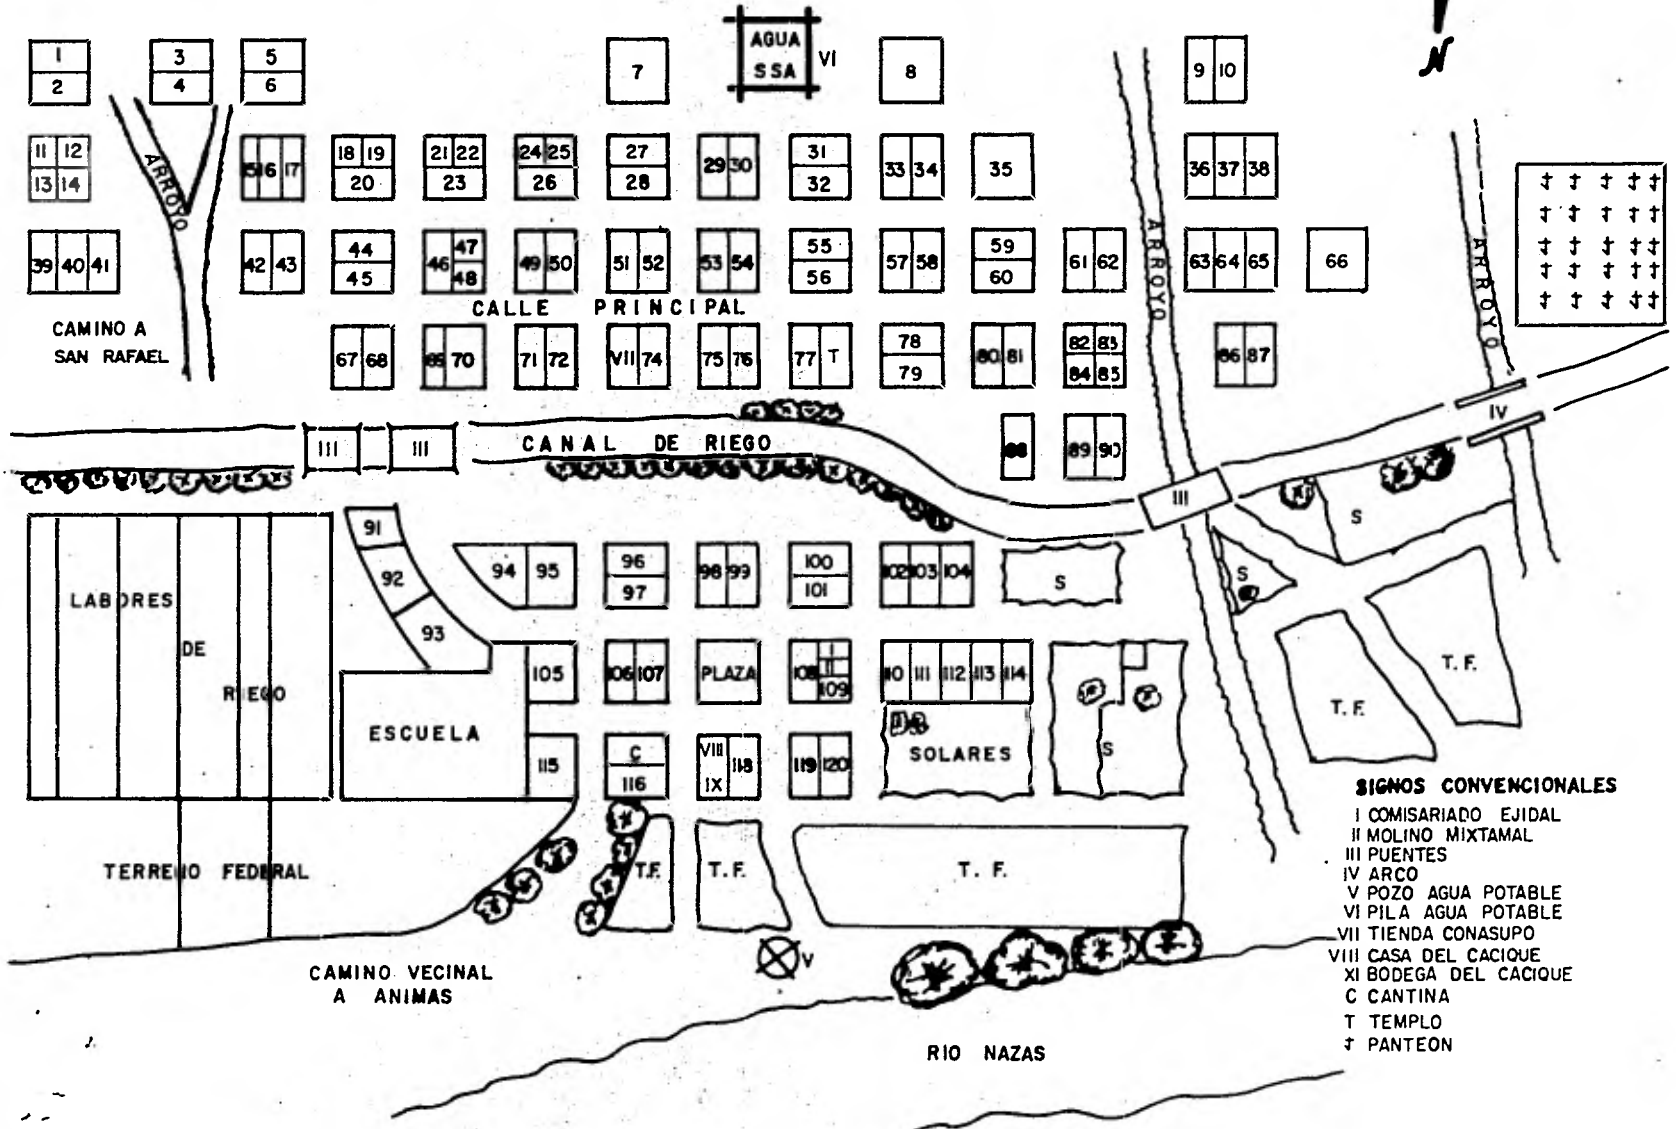 N
1
2
3
4
5
6
7
AGUA
SSA
VI
8
9 10
11 12
13 14
ARROYO
15 16 17
18 19
20
21 22
23
24 25
26
27
28
29 30
31
32
33 34
35
36 37 38
39 40 41
42 43
44
45
46 47
48
49 50
51 52
53 54
55
56
57 58
59
60
61 62
ARROYO
63 64 65
66
ARROYO
CALLE PRINCIPAL
CAMINO A
SAN RAFAEL
67 68
69 70
71 72
VII 74
75 76
77 T
78
79
80 81
82 83
84 85
86 87
III III
CANAL DE RIEGO
88
89 90
III
IV
91
92
93
94 95
96
97
98 99
100
101
102 103 104
S
S
S
LABORES
DE
RIEGO
105
106 107
PLAZA
108 I
II
109
110 111 112 113 114
T. F.
T. F.
ESCUELA
115
C
116
VIII
IX 118
119 120
SOLARES
S
TERRENO FEDERAL
T.F.
T. F.
T. F.
V
CAMINO VECINAL
A ANIMAS
RIO NAZAS
SIGNOS CONVENCIONALES
I COMISARIADO EJIDAL
II MOLINO MIXTAMAL
III PUENTES
IV ARCO
V POZO AGUA POTABLE
VI PILA AGUA POTABLE
VII TIENDA CONASUPO
VIII CASA DEL CACIQUE
XI BODEGA DEL CACIQUE
C CANTINA
T TEMPLO
‡ PANTEON